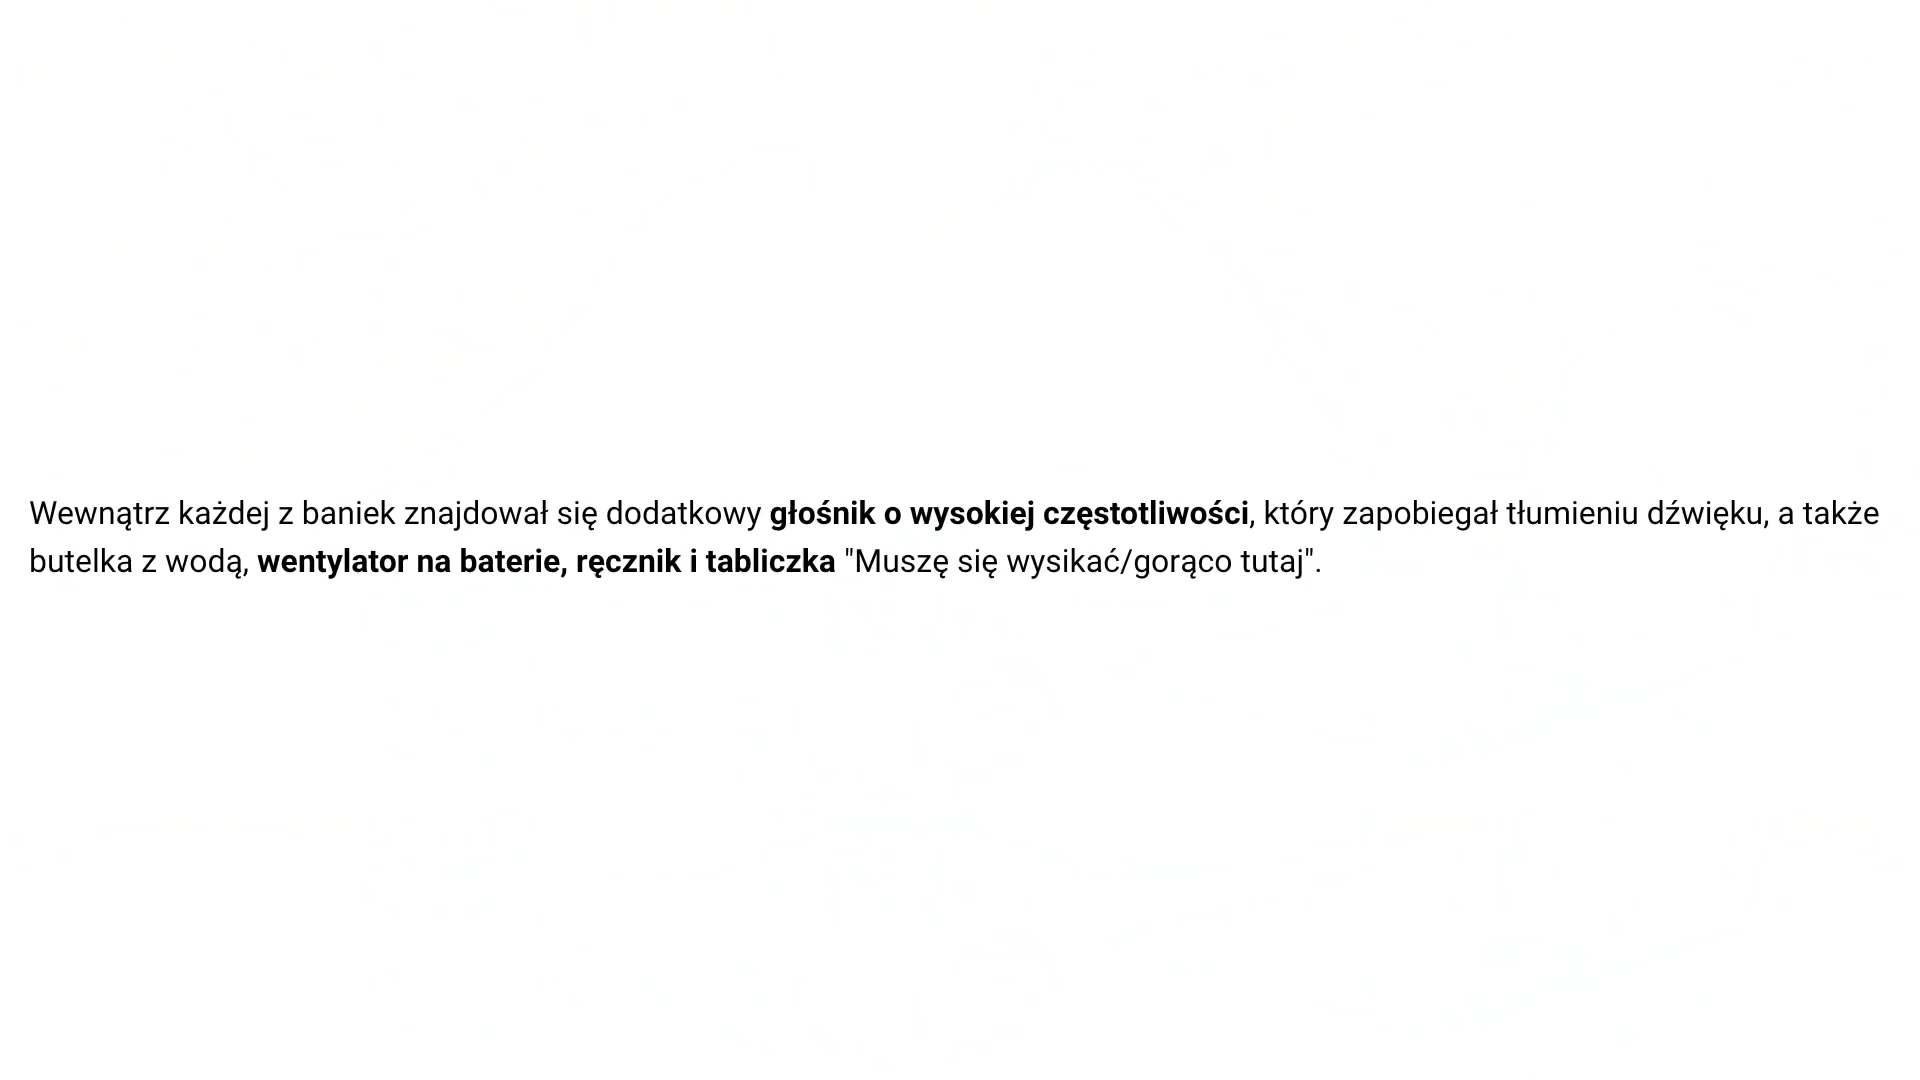 Wewnątrz każdej z baniek znajdował się dodatkowy głośnik o wysokiej częstotliwości, który zapobiegał tłumieniu dźwięku, a także
butelka z wodą, wentylator na baterie, ręcznik i tabliczka "Muszę się wysikać/gorąco tutaj".